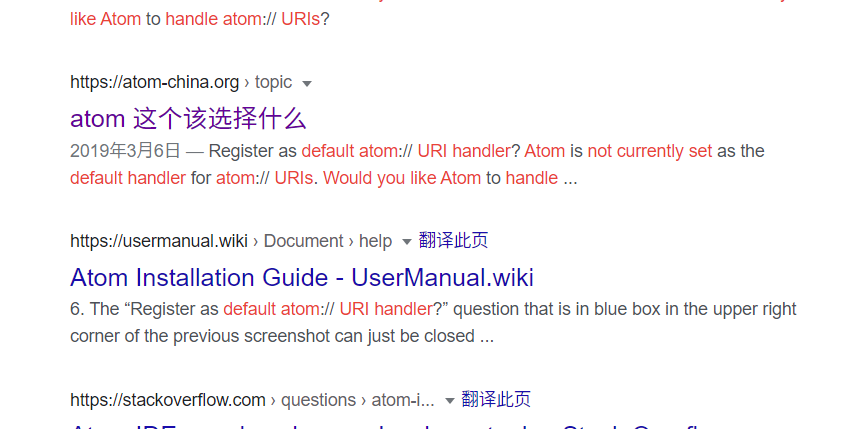 like Atom to handle atom:// URIs?
https://atom-china.org › topic
atom 这个该选择什么
2019年3月6日 — Register as default atom:// URI handler? Atom is not currently set as the
default handler for atom:// URIs. Would you like Atom to handle ...
https://usermanual.wiki › Document › help 翻译此页
Atom Installation Guide - UserManual.wiki
6. The “Register as default atom:// URI handler?” question that is in blue box in the upper right
corner of the previous screenshot can just be closed ...
https://stackoverflow.com › questions › atom-i... 翻译此页